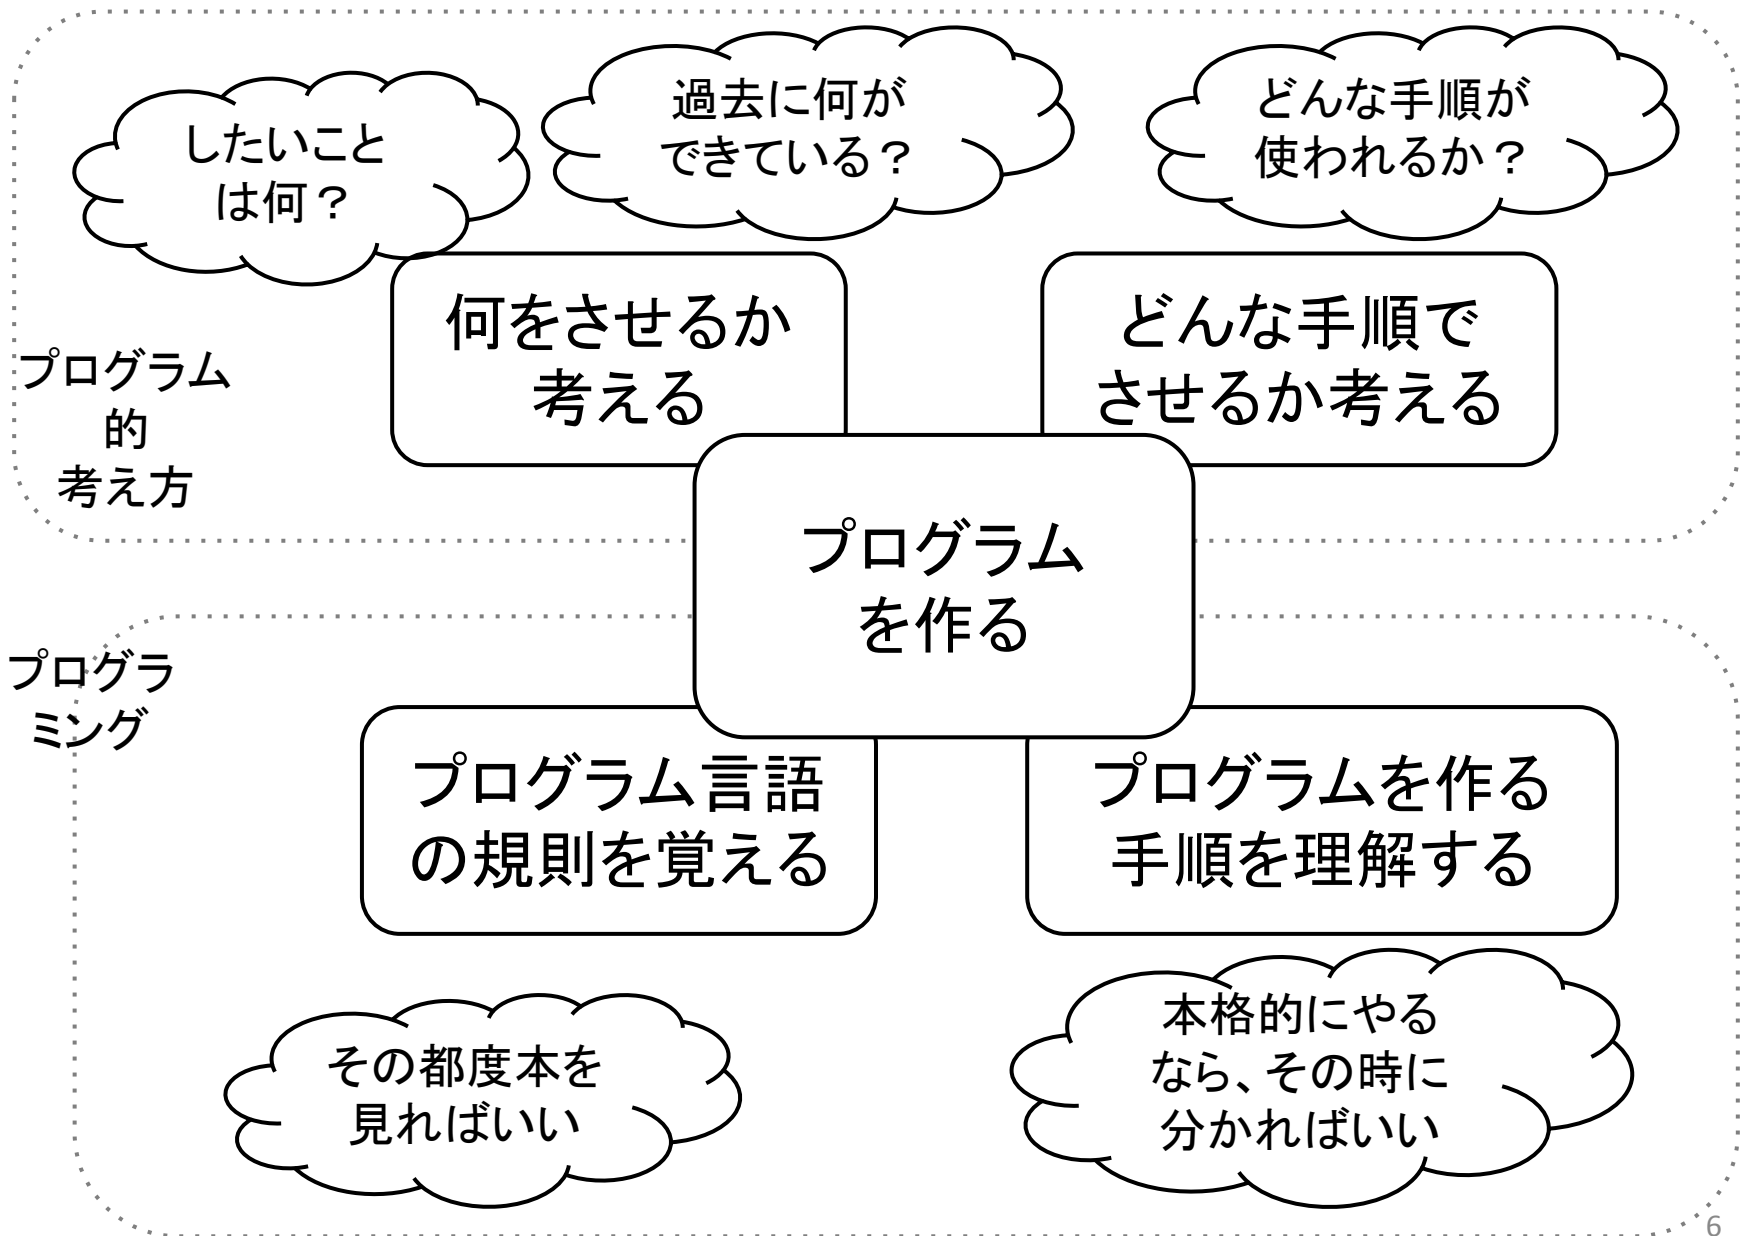 したいこと
は何？
過去に何が
できている？
どんな手順が
使われるか？
何をさせるか
考える
どんな手順で
させるか考える
プログラム
的
考え方
プログラム
を作る
プログラ
ミング
プログラム言語
の規則を覚える
プログラムを作る
手順を理解する
その都度本を
見ればいい
本格的にやる
なら、その時に
分かればいい
6